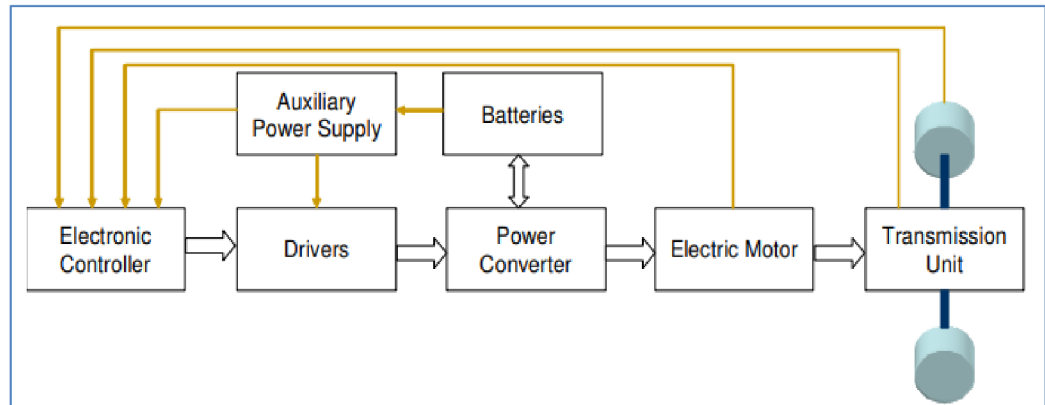 Auxiliary
Power Supply
Batteries
Electronic
Controller
Drivers
Power
Converter
Electric Motor
Transmission
Unit